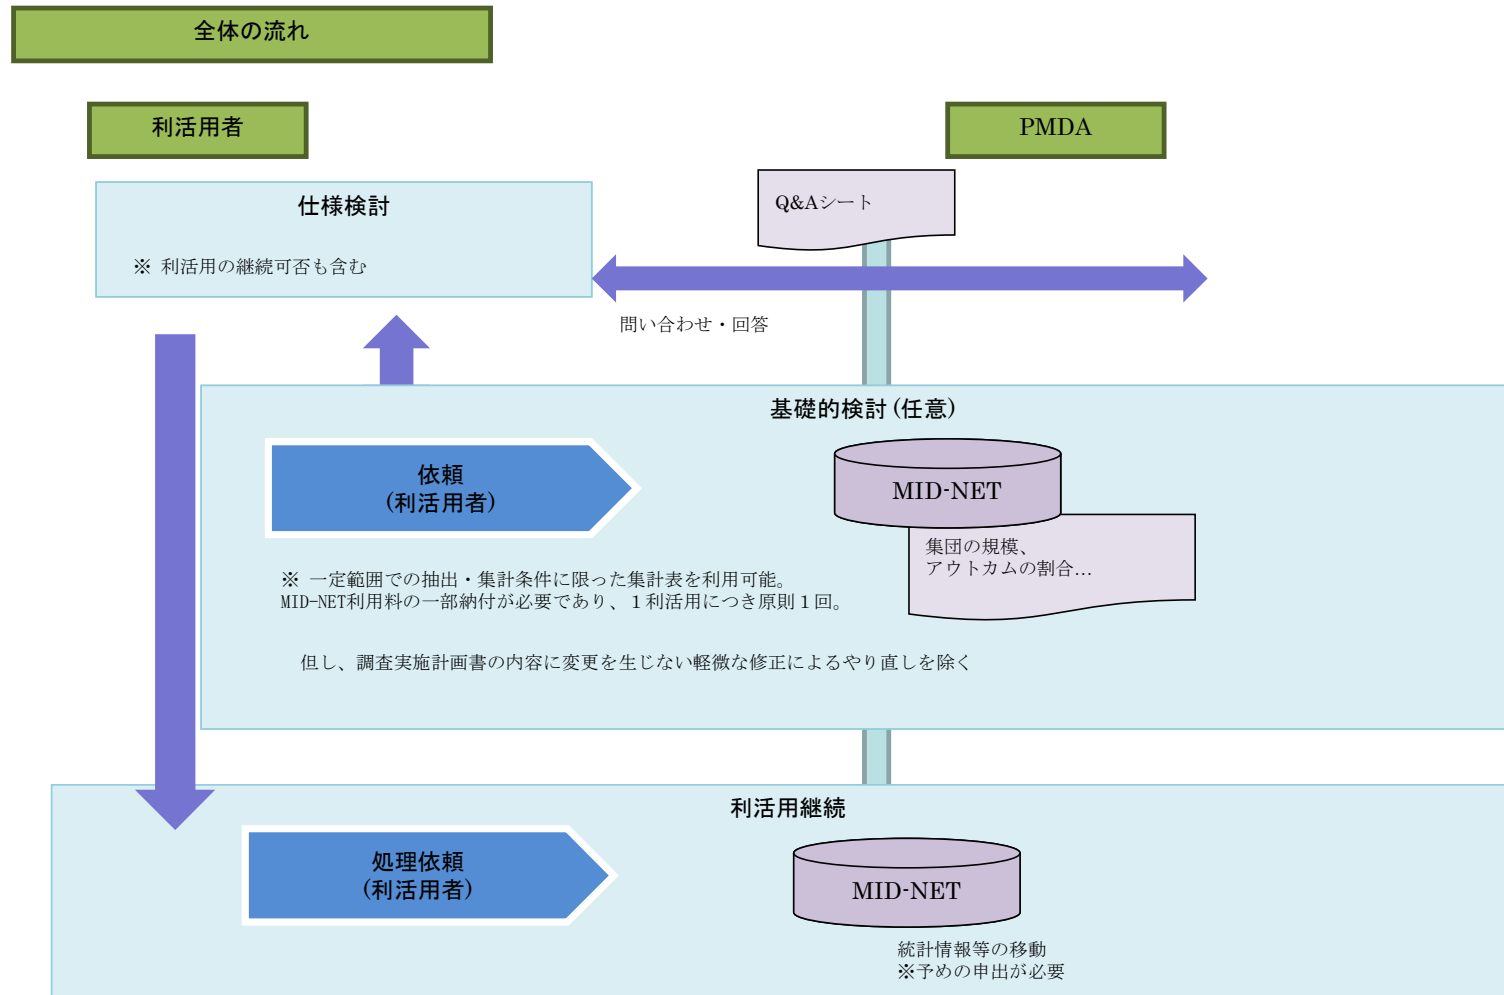 全体の流れ
利活用者
PMDA
仕様検討
※ 利活用の継続可否も含む
Q&Aシート
問い合わせ・回答
基礎的検討 (任意)
依頼
(利活用者)
MID-NET
集団の規模、
アウトカムの割合…
※ 一定範囲での抽出・集計条件に限った集計表を利用可能。
MID-NET利用料の一部納付が必要であり、１利活用につき原則１回。
但し、調査実施計画書の内容に変更を生じない軽微な修正によるやり直しを除く
利活用継続
処理依頼
(利活用者)
MID-NET
統計情報等の移動
※予めの申出が必要